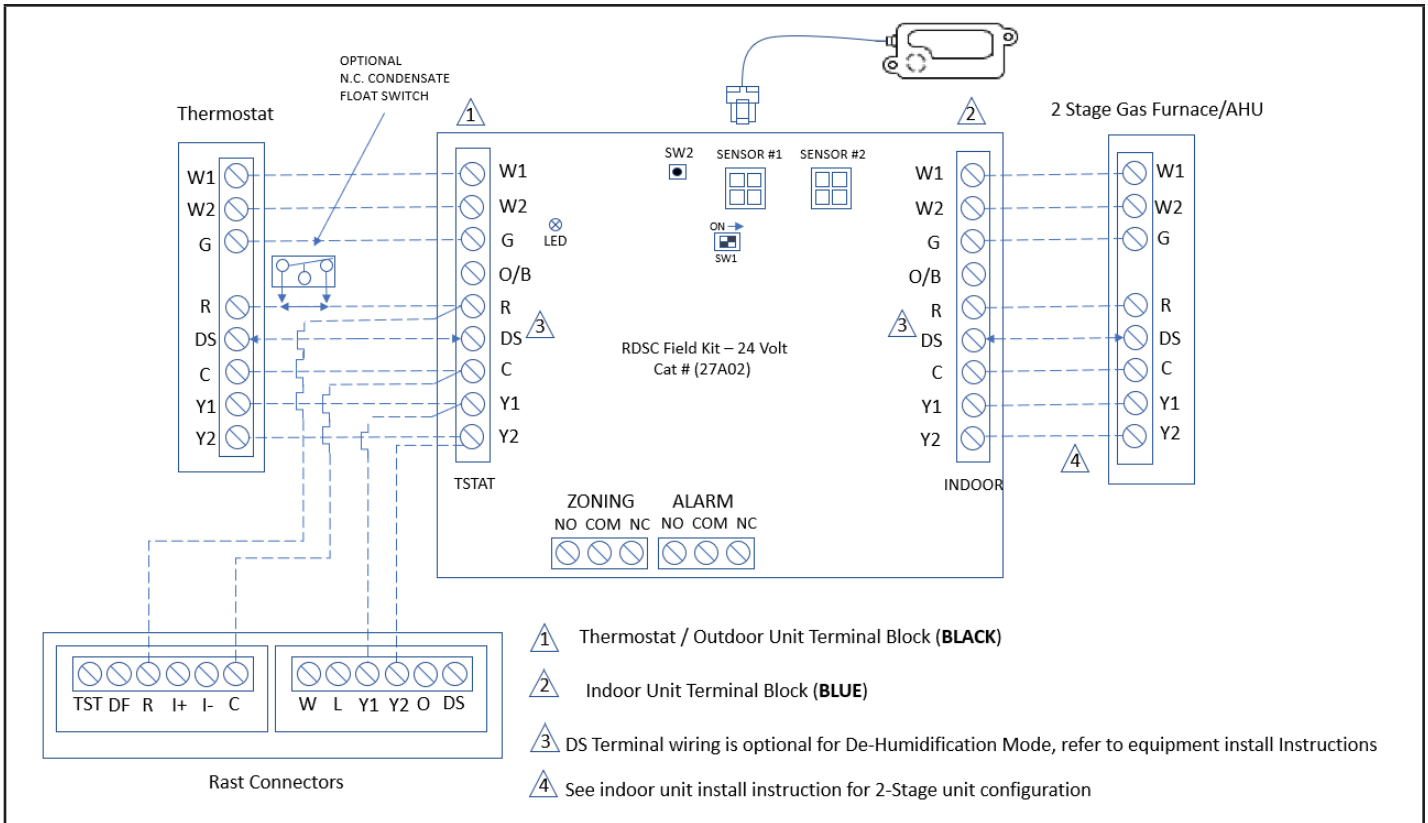 OPTIONAL
N.C. CONDENSATE
FLOAT SWITCH
Thermostat
1
2
2 Stage Gas Furnace/AHU
W1
W2
G
R
DS
C
Y1
Y2
W1
W2
G
O/B
R
DS
C
Y1
Y2
TSTAT
3
LED
SW2
SENSOR #1
SENSOR #2
ON
SW1
RDSC Field Kit – 24 Volt
Cat # (27A02)
W1
W2
G
O/B
R
DS
C
Y1
Y2
INDOOR
3
W1
W2
G
R
DS
C
Y1
Y2
4
ZONING
NO COM NC
ALARM
NO COM NC
TST DF R I+ I- C
W L Y1 Y2 O DS
Rast Connectors
1 Thermostat / Outdoor Unit Terminal Block (BLACK)
2 Indoor Unit Terminal Block (BLUE)
3 DS Terminal wiring is optional for De-Humidification Mode, refer to equipment install Instructions
4 See indoor unit install instruction for 2-Stage unit configuration